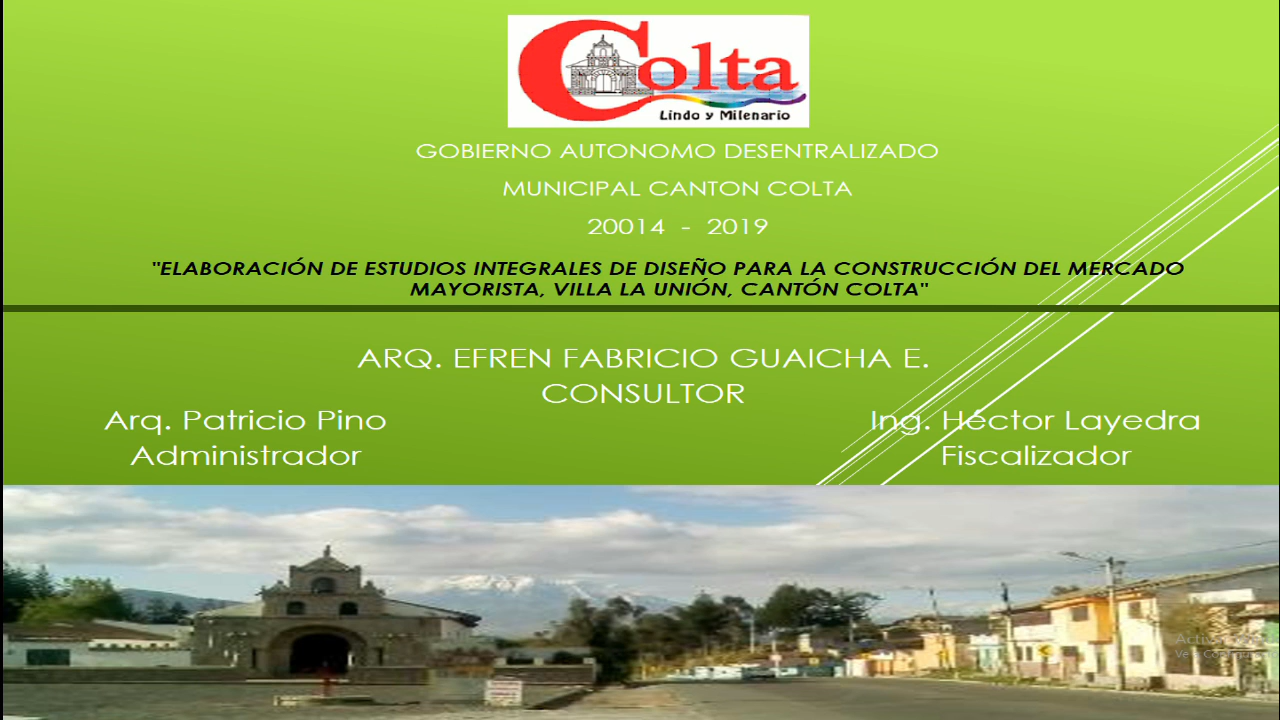 Colta
Lindo y Milenario
GOBIERNO AUTONOMO DESENTRALIZADO
MUNICIPAL CANTON COLTA
20014 - 2019
"ELABORACIÓN DE ESTUDIOS INTEGRALES DE DISEÑO PARA LA CONSTRUCCIÓN DEL MERCADO
MAYORISTA, VILLA LA UNIÓN, CANTÓN COLTA"
ARQ. EFREN FABRICIO GUAICHA E.
CONSULTOR
Arq. Patricio Pino
Administrador
Ing. Héctor Layedra
Fiscalizador